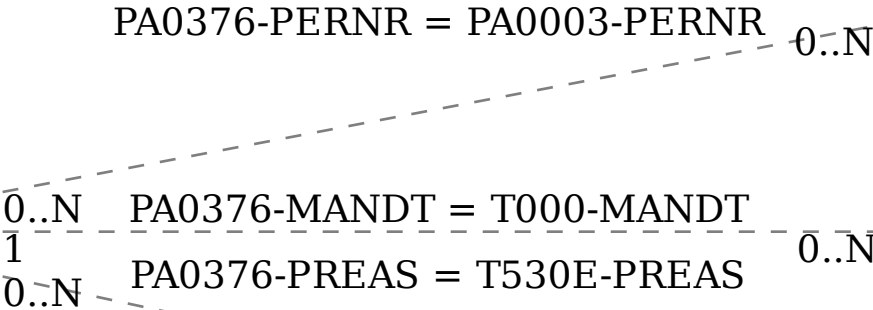 PA0376-PERNR = PA0003-PERNR
0..N
0..N
PA0376-MANDT = T000-MANDT
1
0..N
PA0376-PREAS = T530E-PREAS
0..N